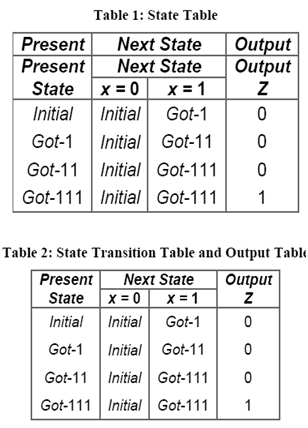 Table 1: State Table
Present Next State Output
Present Next State Output
State x = 0 x = 1 Z
Initial Initial Got-1 0
Got-1 Initial Got-11 0
Got-11 Initial Got-111 0
Got-111 Initial Got-111 1
Table 2: State Transition Table and Output Table
Present Next State Output
State x = 0 x = 1 Z
Initial Initial Got-1 0
Got-1 Initial Got-11 0
Got-11 Initial Got-111 0
Got-111 Initial Got-111 1